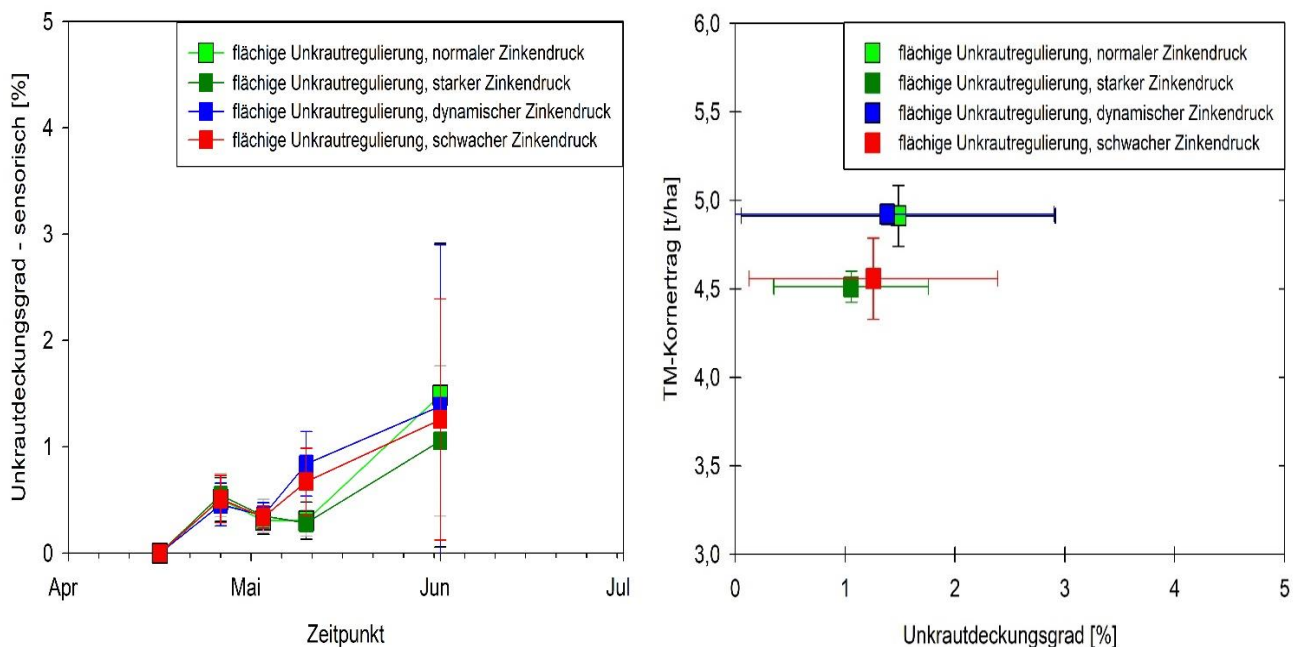 Unkrautdeckungsgrad - sensorisch [%]
5
4
3
2
1
0
flächige Unkrautregulierung, normaler Zinkendruck
flächige Unkrautregulierung, starker Zinkendruck
flächige Unkrautregulierung, dynamischer Zinkendruck
flächige Unkrautregulierung, schwacher Zinkendruck
Apr Mai Jun Jul
Zeitpunkt
TM-Kornertrag [t/ha]
6,0
5,5
5,0
4,5
4,0
3,5
3,0
flächige Unkrautregulierung, normaler Zinkendruck
flächige Unkrautregulierung, starker Zinkendruck
flächige Unkrautregulierung, dynamischer Zinkendruck
flächige Unkrautregulierung, schwacher Zinkendruck
0 1 2 3 4 5
Unkrautdeckungsgrad [%]